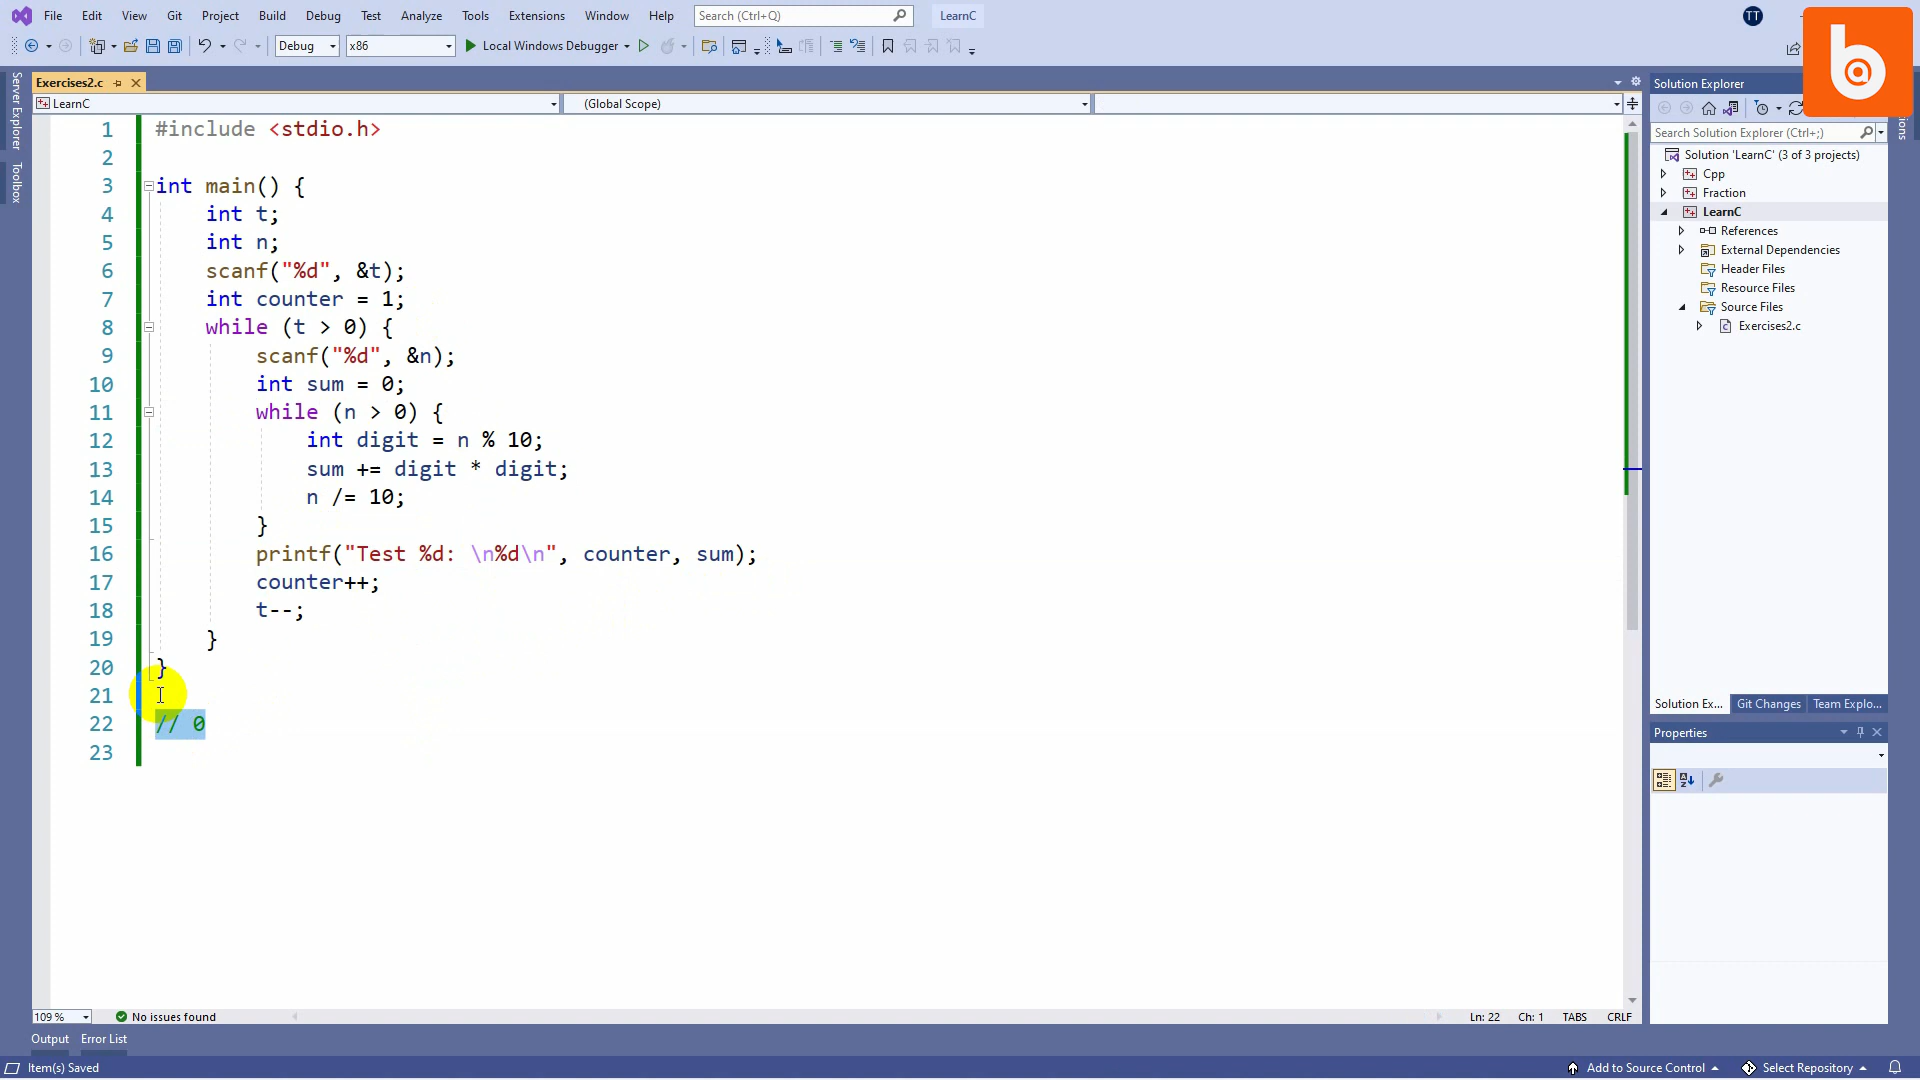 File Edit View Git Project Build Debug Test Analyze Tools Extensions Window Help Search (Ctrl+Q) LearnC TT
Debug x86 Local Windows Debugger
Server Explorer
Toolbox
Exercises2.c
LearnC (Global Scope)
1 #include <stdio.h>
2
3 int main() {
4 int t;
5 int n;
6 scanf("%d", &t);
7 int counter = 1;
8 while (t > 0) {
9 scanf("%d", &n);
10 int sum = 0;
11 while (n > 0) {
12 int digit = n % 10;
13 sum += digit * digit;
14 n /= 10;
15 }
16 printf("Test %d: \n%d\n", counter, sum);
17 counter++;
18 t--;
19 }
20 }
21
22 // 0
23
109 % No issues found Ln: 22 Ch: 1 TABS CRLF
Solution Explorer
Search Solution Explorer (Ctrl+;)
Solution 'LearnC' (3 of 3 projects)
Cpp
Fraction
LearnC
References
External Dependencies
Header Files
Resource Files
Source Files
Exercises2.c
Solution Ex... Git Changes Team Explo...
Properties
Output Error List
Item(s) Saved Add to Source Control Select Repository